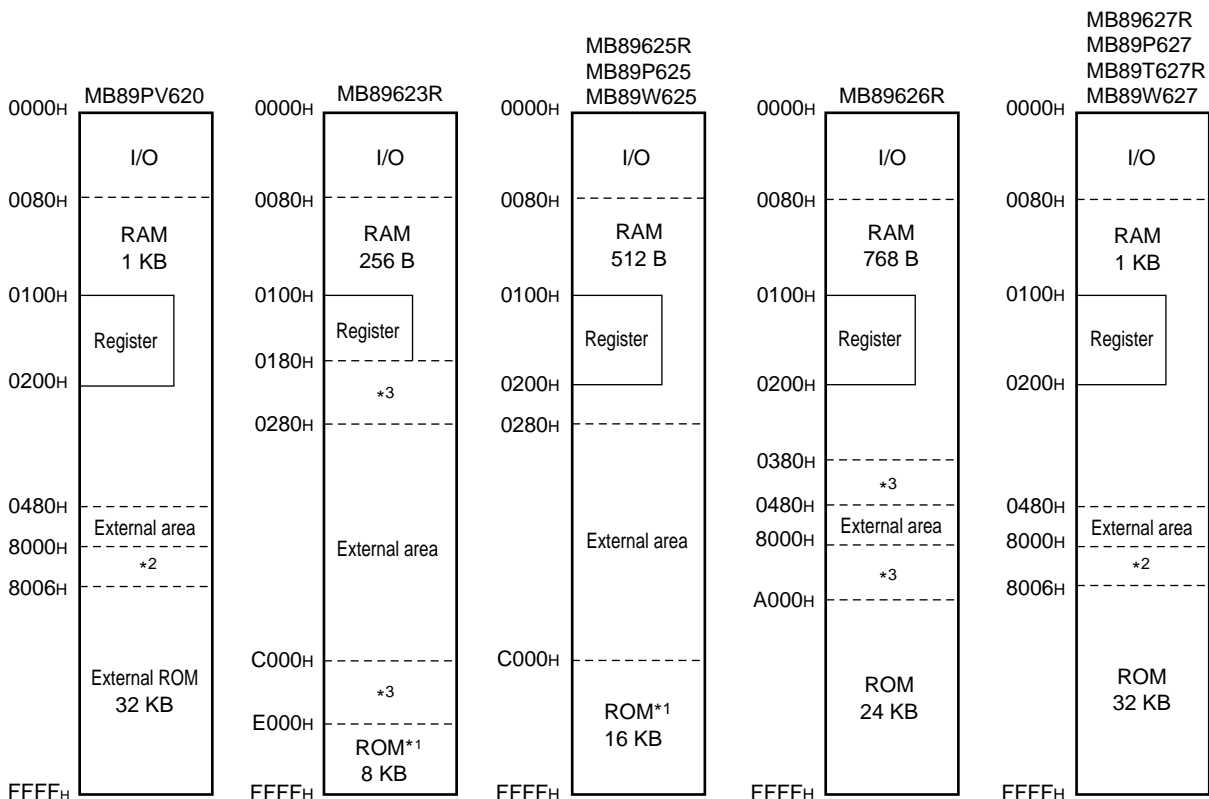 MB89PV620
0000H
I/O
0080H
RAM
1 KB
0100H
Register
0200H
0480H
External area
8000H
*2
8006H
External ROM
32 KB
FFFFH
MB89623R
0000H
I/O
0080H
RAM
256 B
0100H
Register
0180H
*3
0280H
External area
C000H
*3
E000H
ROM*1
8 KB
FFFFH
MB89625R
MB89P625
MB89W625
0000H
I/O
0080H
RAM
512 B
0100H
Register
0200H
0280H
External area
C000H
ROM*1
16 KB
FFFFH
MB89626R
0000H
I/O
0080H
RAM
768 B
0100H
Register
0200H
0380H
*3
0480H
External area
8000H
*3
A000H
ROM
24 KB
FFFFH
MB89627R
MB89P627
MB89T627R
MB89W627
0000H
I/O
0080H
RAM
1 KB
0100H
Register
0200H
0480H
External area
8000H
*2
8006H
ROM
32 KB
FFFFH